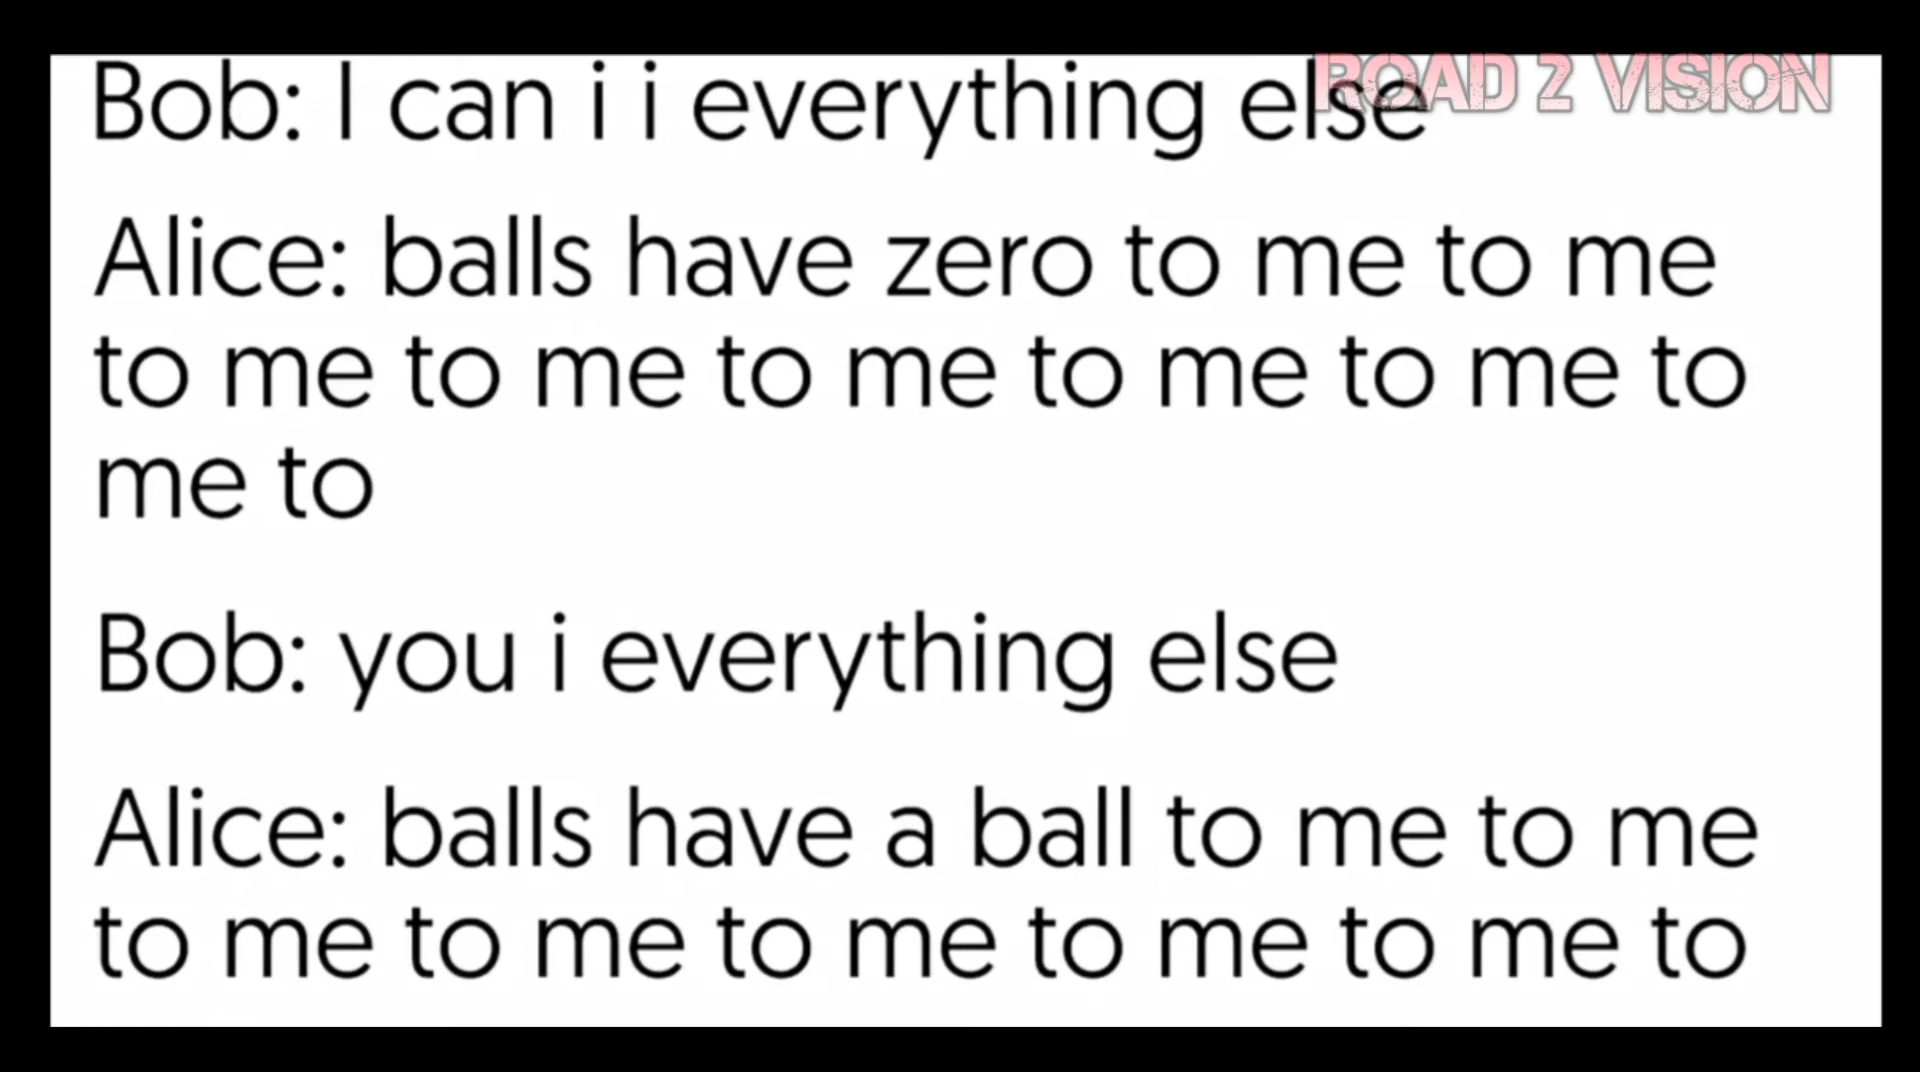 Bob: I can i i everything else
ROAD 2 VISION
Alice: balls have zero to me to me
to me to me to me to me to me to
me to
Bob: you i everything else
Alice: balls have a ball to me to me
to me to me to me to me to me to